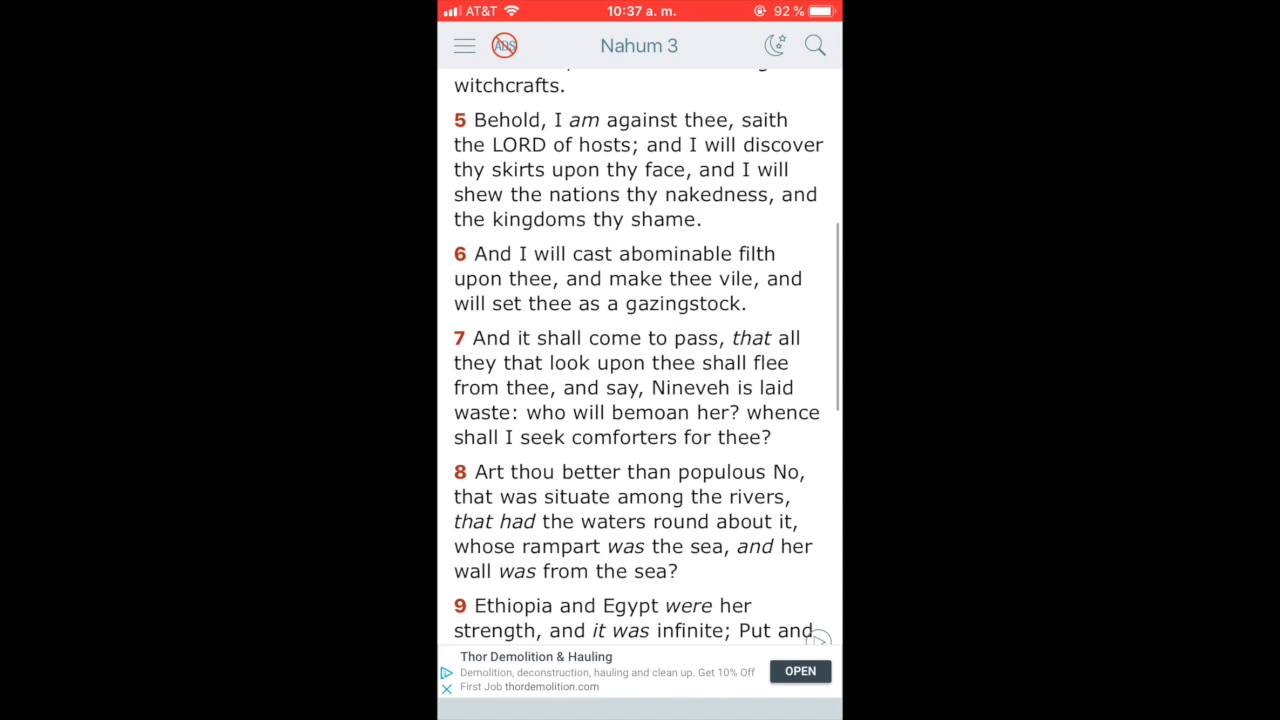 AT&T 10:37 a. m. 92 %
ADS Nahum 3
witchcrafts.
5 Behold, I am against thee, saith
the LORD of hosts; and I will discover
thy skirts upon thy face, and I will
shew the nations thy nakedness, and
the kingdoms thy shame.
6 And I will cast abominable filth
upon thee, and make thee vile, and
will set thee as a gazingstock.
7 And it shall come to pass, that all
they that look upon thee shall flee
from thee, and say, Nineveh is laid
waste: who will bemoan her? whence
shall I seek comforters for thee?
8 Art thou better than populous No,
that was situate among the rivers,
that had the waters round about it,
whose rampart was the sea, and her
wall was from the sea?
9 Ethiopia and Egypt were her
strength, and it was infinite; Put and
Thor Demolition & Hauling
Demolition, deconstruction, hauling and clean up. Get 10% Off
First Job thordemolition.com
OPEN